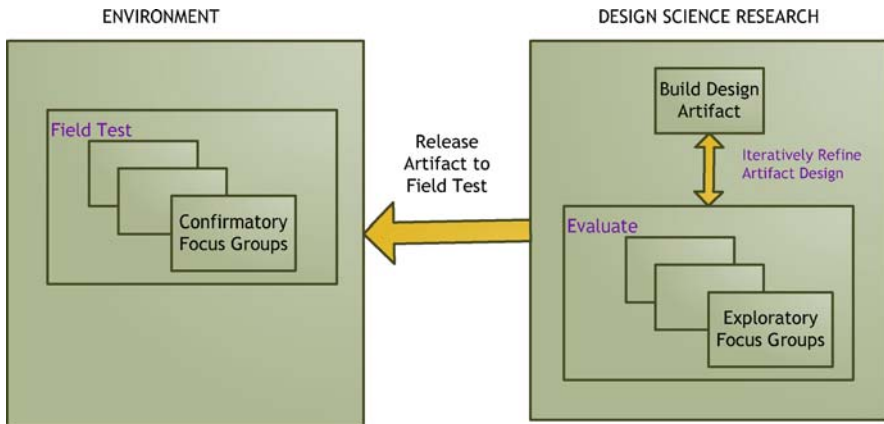 ENVIRONMENT
Field Test
Confirmatory
Focus Groups
Release
Artifact to
Field Test
DESIGN SCIENCE RESEARCH
Build Design
Artifact
Iteratively Refine
Artifact Design
Evaluate
Exploratory
Focus Groups